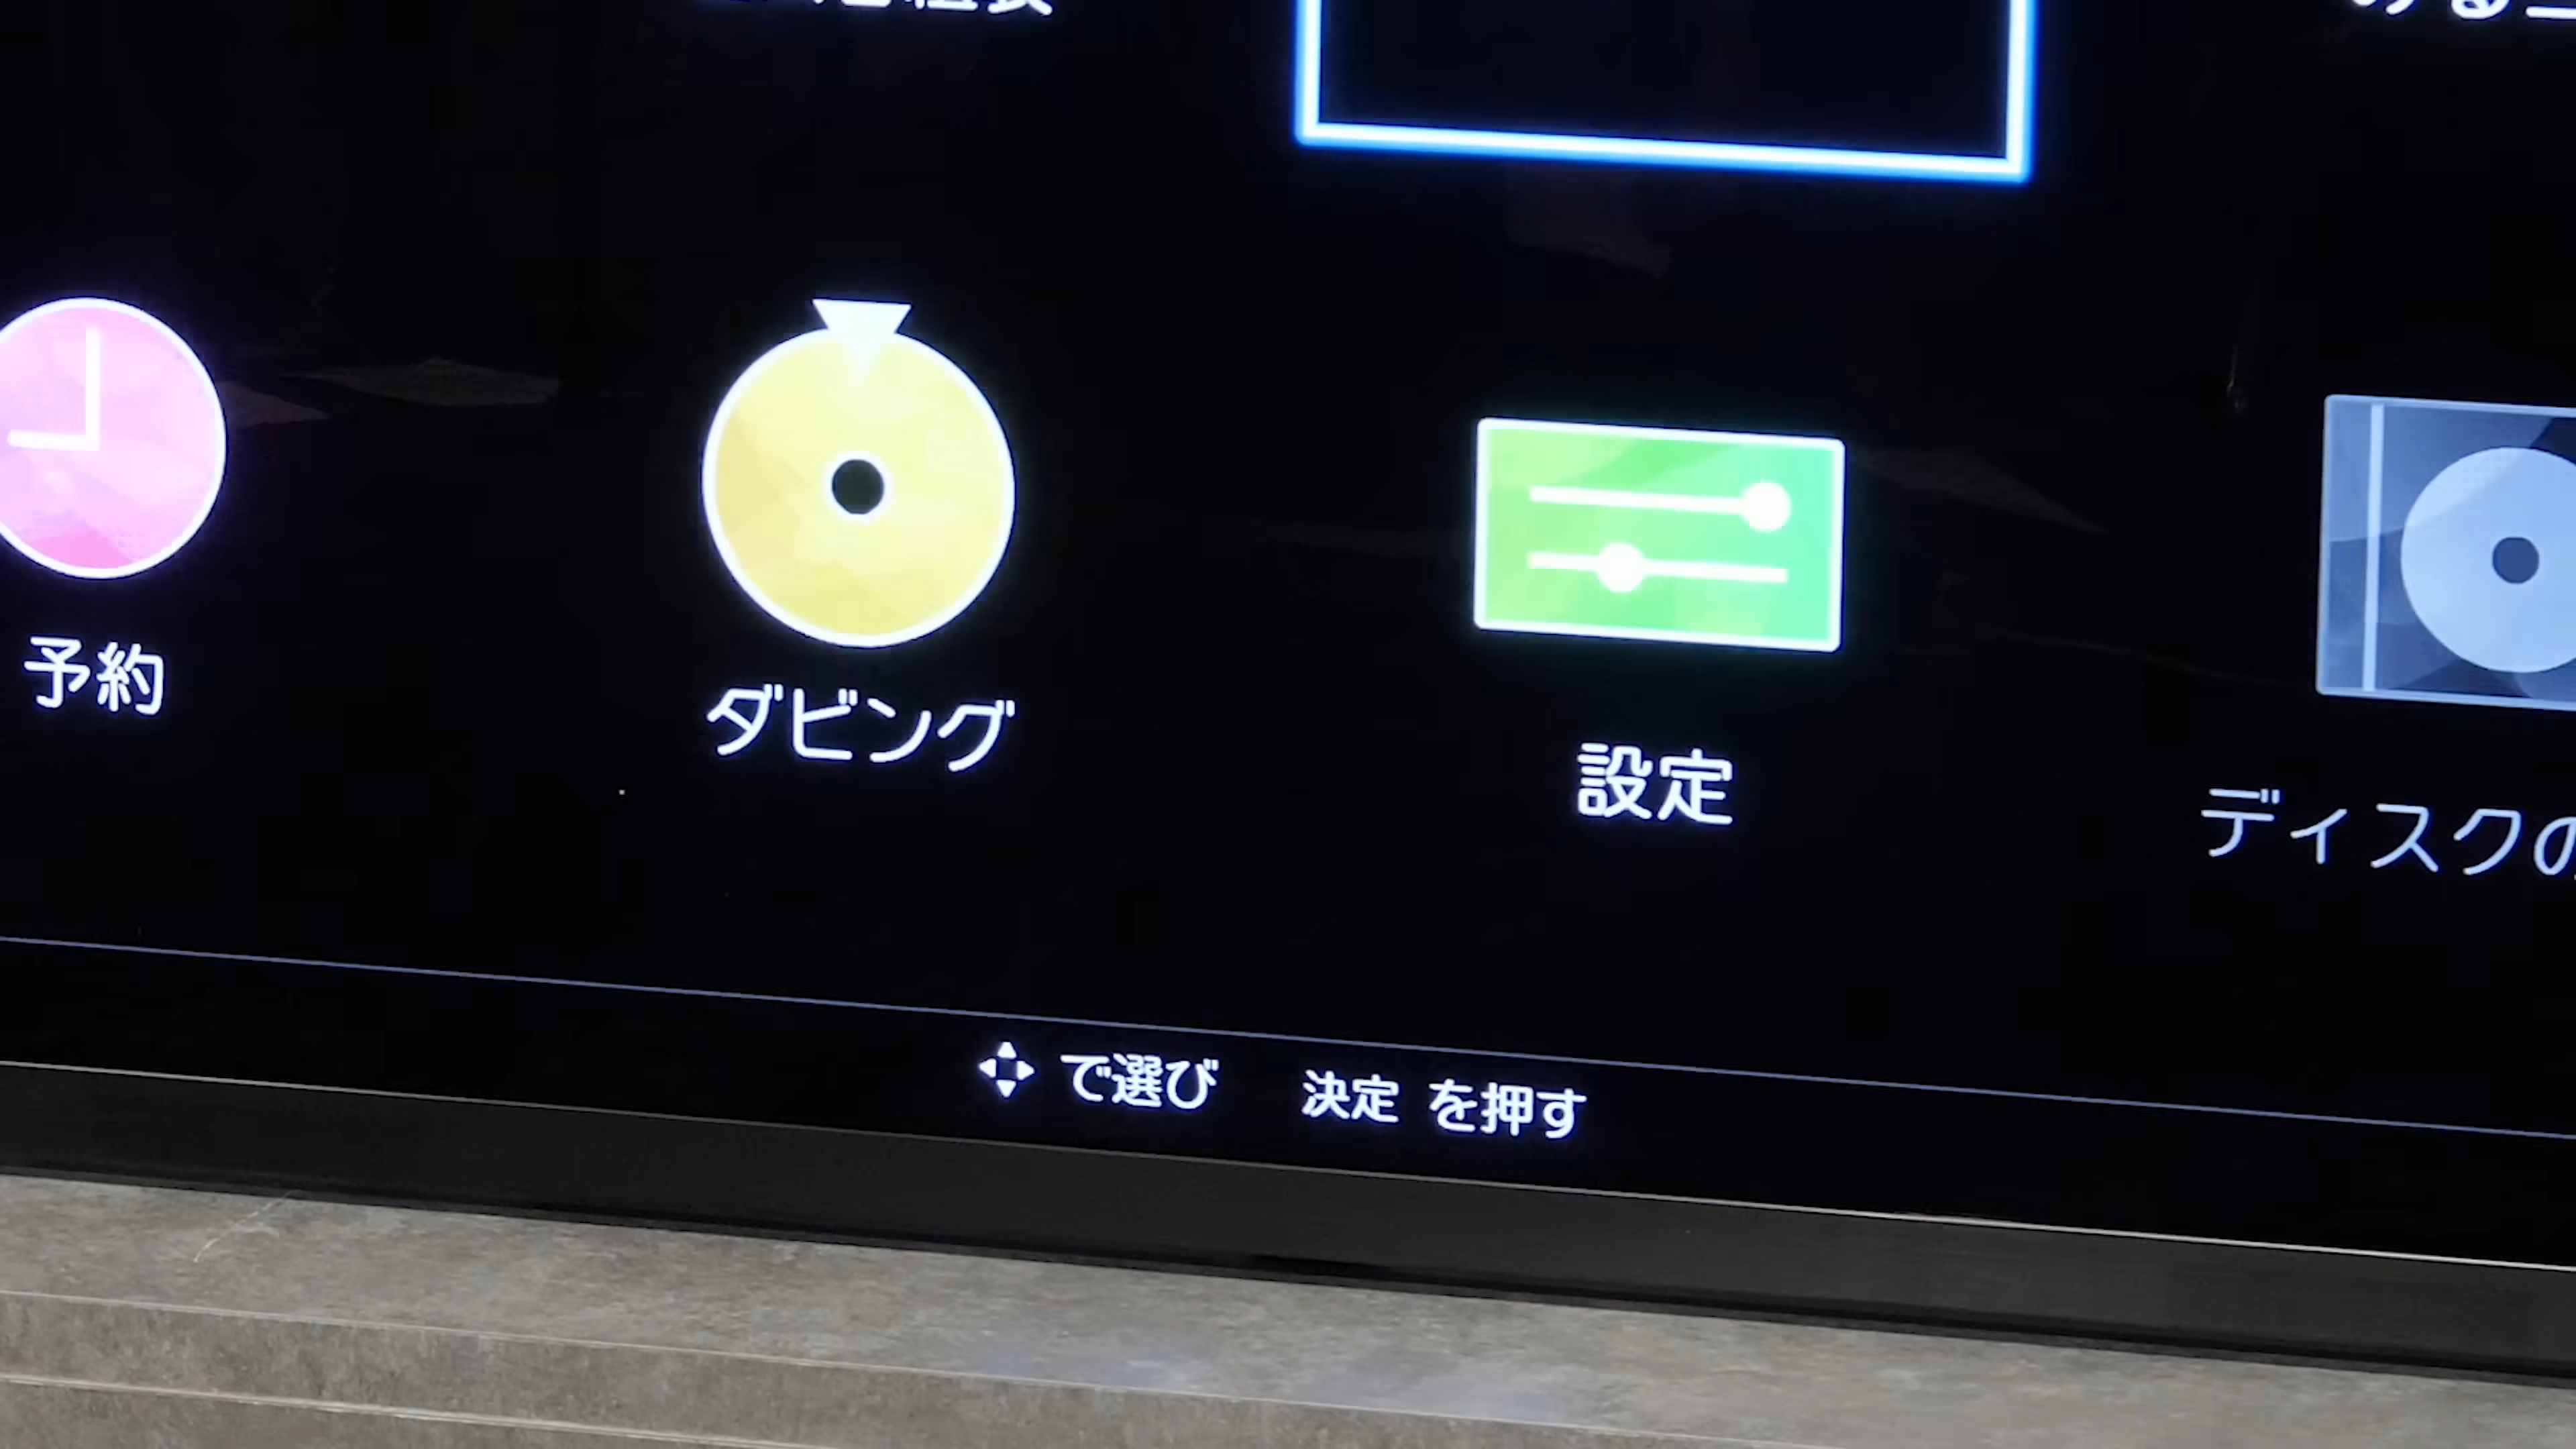 予約
ダビング
設定
ディスクの
で選び 決定 を押す